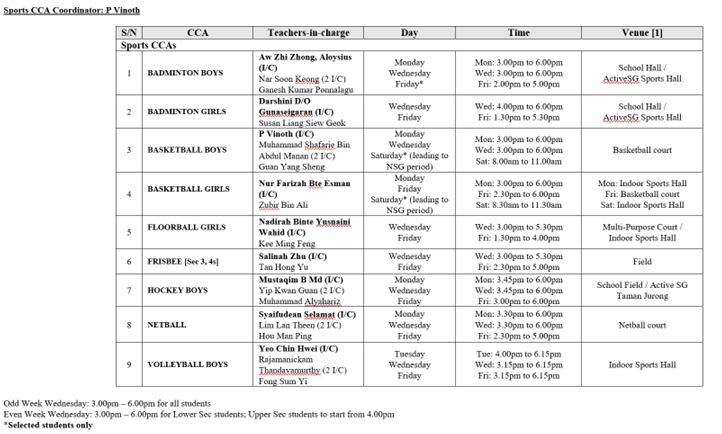 Sports CCA Coordinator: P Vinoth
S/N CCA Teachers-in-charge Day Time Venue [1]
Sports CCAs
1 BADMINTON BOYS
Aw Zhi Zhong, Aloysius
(I/C)
Nar Soon Keong (2 I/C)
Ganesh Kumar Ponnalagu
Monday
Wednesday
Friday*
Mon: 3.00pm to 6.00pm
Wed: 3.00pm to 6.00pm
Fri: 2.00pm to 5.00pm
School Hall /
ActiveSG Sports Hall
2 BADMINTON GIRLS
Darshini D/O
Gunaseigaran (I/C)
Susan Liang Siew Geok
Wednesday
Friday
Wed: 4.00pm to 6.00pm
Fri: 1.30pm to 5.30pm
School Hall /
ActiveSG Sports Hall
3 BASKETBALL BOYS
P Vinoth (I/C)
Muhammad Shafarie Bin
Abdul Manan (2 I/C)
Guan Yang Sheng
Monday
Wednesday
Saturday* (leading to
NSG period)
Mon: 3.00pm to 6.00pm
Wed: 3.00pm to 6.00pm
Sat: 8.00am to 11.00am
Basketball court
4 BASKETBALL GIRLS
Nur Farizah Bte Esman
(I/C)
Zubir Bin Ali
Monday
Friday
Saturday* (leading to
NSG period)
Mon: 3.00pm to 6.00pm
Fri: 2.30pm to 6.00pm
Sat: 8.30am to 11.30am
Mon: Indoor Sports Hall
Fri: Basketball court
Sat: Indoor Sports Hall
5 FLOORBALL GIRLS
Nadirah Binte Yusnaini
Wahid (I/C)
Kee Ming Feng
Wednesday
Friday
Wed: 3.00pm to 5.30pm
Fri: 1.30pm to 4.00pm
Multi-Purpose Court /
Indoor Sports Hall
6 FRISBEE [Sec 3, 4s]
Salinah Zhu (I/C)
Tan Hong Yu
Wednesday
Friday
Wed: 3.00pm to 5.30pm
Fri: 2.30pm to 5.00pm
Field
7 HOCKEY BOYS
Mustaqim B Md (I/C)
Yip Kwan Guan (2 I/C)
Muhammad Alyahariz
Monday
Wednesday
Friday
Mon: 3.45pm to 6.00pm
Wed: 3.45pm to 6.00pm
Fri: 3.00pm to 6.00pm
School Field / Active SG
Taman Jurong
8 NETBALL
Syaifudean Selamat (I/C)
Lim Lan Theen (2 I/C)
Hou Man Ping
Monday
Wednesday
Friday
Mon: 3.30pm to 6.00pm
Wed: 3.30pm to 6.00pm
Fri: 2.30pm to 5.00pm
Netball court
9 VOLLEYBALL BOYS
Yeo Chin Hwei (I/C)
Rajamanickam
Thandavamurthy (2 I/C)
Fong Sum Yi
Tuesday
Wednesday
Friday
Tue: 4.00pm to 6.15pm
Wed: 3.15pm to 6.15pm
Fri: 3.15pm to 6.15pm
Indoor Sports Hall
Odd Week Wednesday: 3.00pm – 6.00pm for all students
Even Week Wednesday: 3.00pm – 6.00pm for Lower Sec students; Upper Sec students to start from 4.00pm
*Selected students only